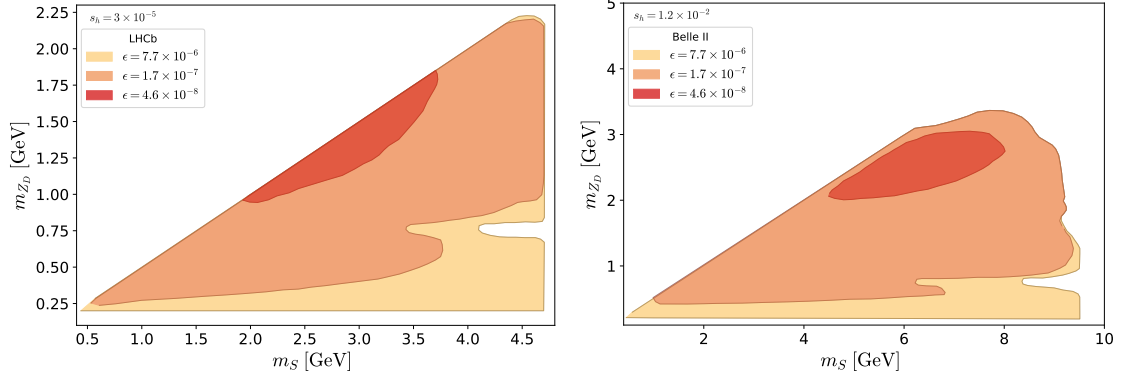 s_h = 3 × 10^{-5}
LHCb
ϵ = 7.7 × 10^{-6}
ϵ = 1.7 × 10^{-7}
ϵ = 4.6 × 10^{-8}
2.25
2.00
1.75
1.50
1.25
1.00
0.75
0.50
0.25
m_{Z_D} [GeV]
0.5 1.0 1.5 2.0 2.5 3.0 3.5 4.0 4.5
m_S [GeV]
s_h = 1.2 × 10^{-2}
Belle II
ϵ = 7.7 × 10^{-6}
ϵ = 1.7 × 10^{-7}
ϵ = 4.6 × 10^{-8}
5
4
3
2
1
m_{Z_D} [GeV]
2 4 6 8 10
m_S [GeV]